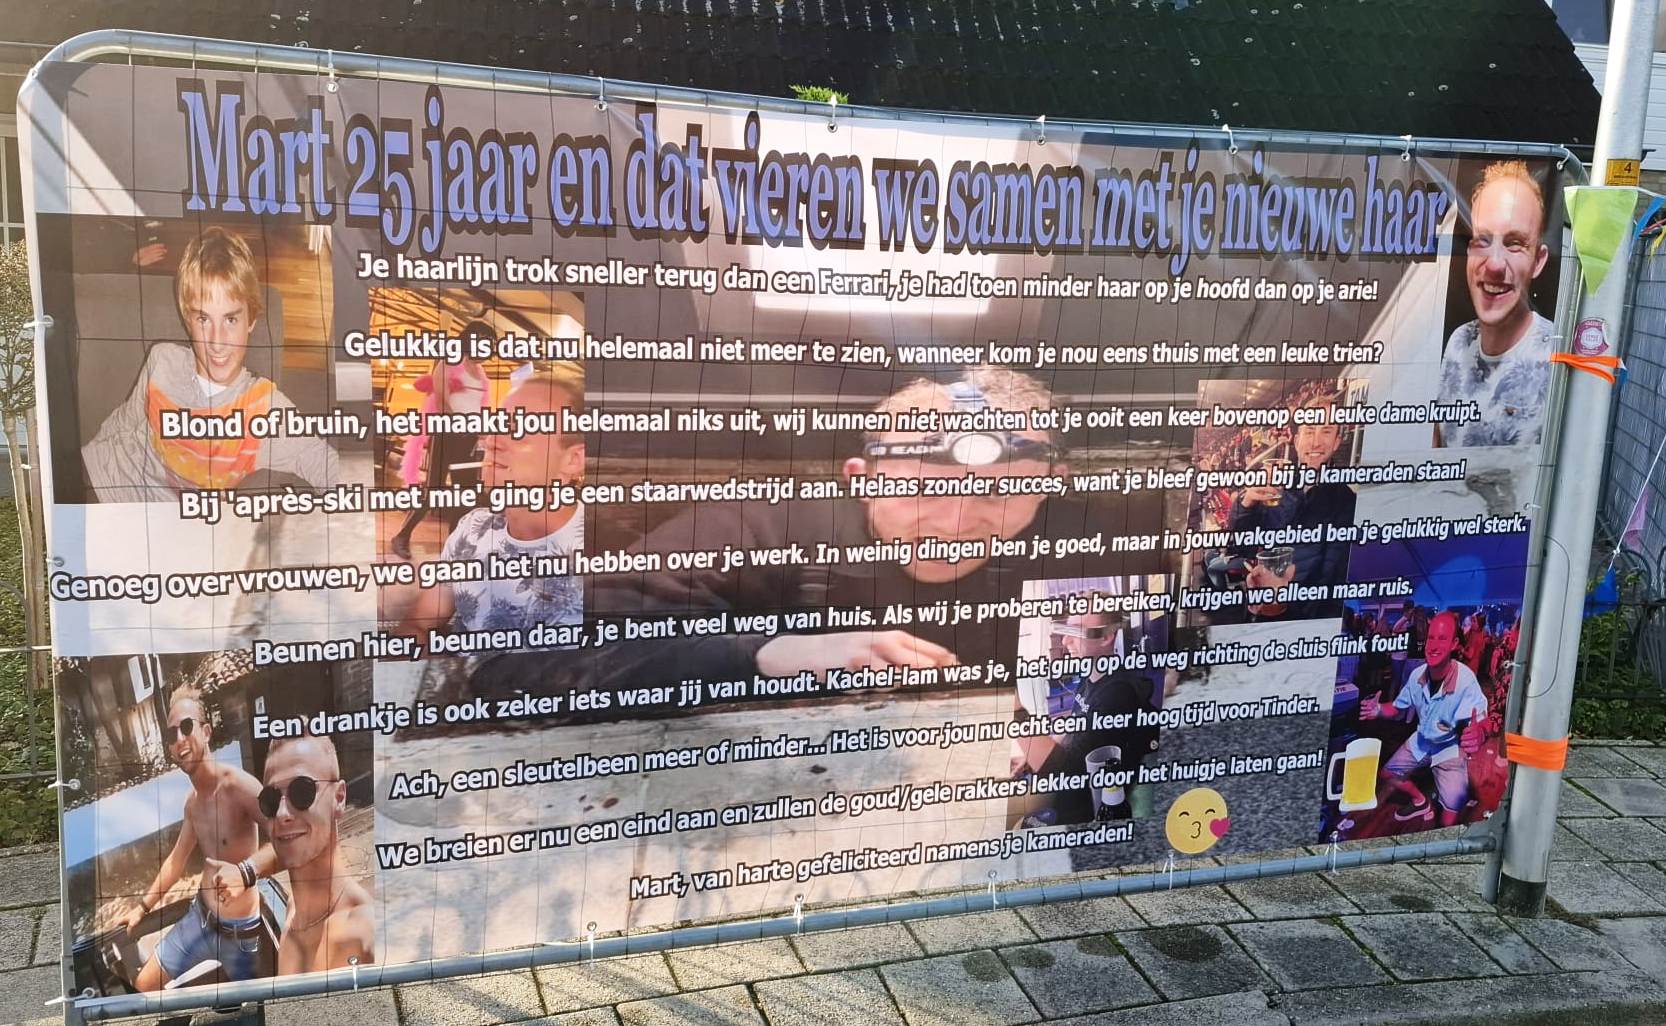 Mart 25 jaar en dat vieren we samen met je nieuwe haar
Je haarlijn trok sneller terug dan een Ferrari, je had toen minder haar op je hoofd dan op je arie!
Gelukkig is dat nu helemaal niet meer te zien, wanneer kom je nou eens thuis met een leuke trien?
Blond of bruin, het maakt jou helemaal niks uit, wij kunnen niet wachten tot je ooit een keer bovenop een leuke dame kruipt.
Bij 'après-ski met mie' ging je een staarwedstrijd aan. Helaas zonder succes, want je bleef gewoon bij je kameraden staan!
Genoeg over vrouwen, we gaan het nu hebben over je werk. In weinig dingen ben je goed, maar in jouw vakgebied ben je gelukkig wel sterk.
Beunen hier, beunen daar, je bent veel weg van huis. Als wij je proberen te bereiken, krijgen we alleen maar ruis.
Een drankje is ook zeker iets waar jij van houdt. Kachel-lam was je, het ging op de weg richting de sluis flink fout!
Ach, een sleutelbeen meer of minder... Het is voor jou nu echt een keer hoog tijd voor Tinder.
We breien er nu een eind aan en zullen de goud/gele rakkers lekker door het huigje laten gaan!
Mart, van harte gefeliciteerd namens je kameraden!
4